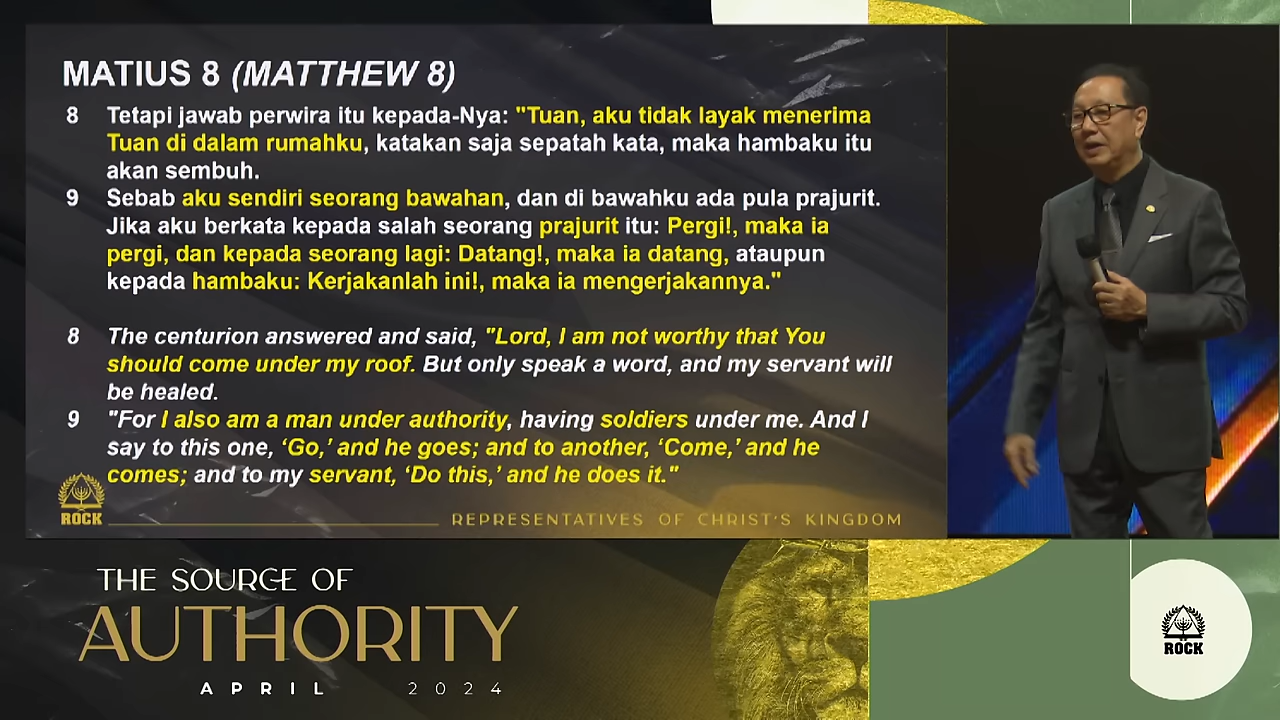 MATIUS 8 (MATTHEW 8)
8 Tetapi jawab perwira itu kepada-Nya: "Tuan, aku tidak layak menerima
Tuan di dalam rumahku, katakan saja sepatah kata, maka hambaku itu
akan sembuh.
9 Sebab aku sendiri seorang bawahan, dan di bawahku ada pula prajurit.
Jika aku berkata kepada salah seorang prajurit itu: Pergi!, maka ia
pergi, dan kepada seorang lagi: Datang!, maka ia datang, ataupun
kepada hambaku: Kerjakanlah ini!, maka ia mengerjakannya."
8 The centurion answered and said, "Lord, I am not worthy that You
should come under my roof. But only speak a word, and my servant will
be healed.
9 "For I also am a man under authority, having soldiers under me. And I
say to this one, ‘Go,’ and he goes; and to another, ‘Come,’ and he
comes; and to my servant, ‘Do this,’ and he does it."
ROCK
REPRESENTATIVES OF CHRIST'S KINGDOM
THE SOURCE OF
AUTHORITY
APRIL 2024
ROCK